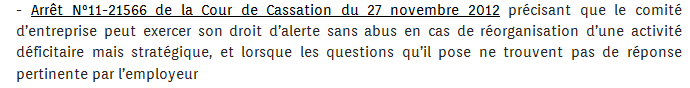 - Arrêt N°11-21566 de la Cour de Cassation du 27 novembre 2012 précisant que le comité
d'entreprise peut exercer son droit d'alerte sans abus en cas de réorganisation d'une activité
déficitaire mais stratégique, et lorsque les questions qu'il pose ne trouvent pas de réponse
pertinente par l'employeur